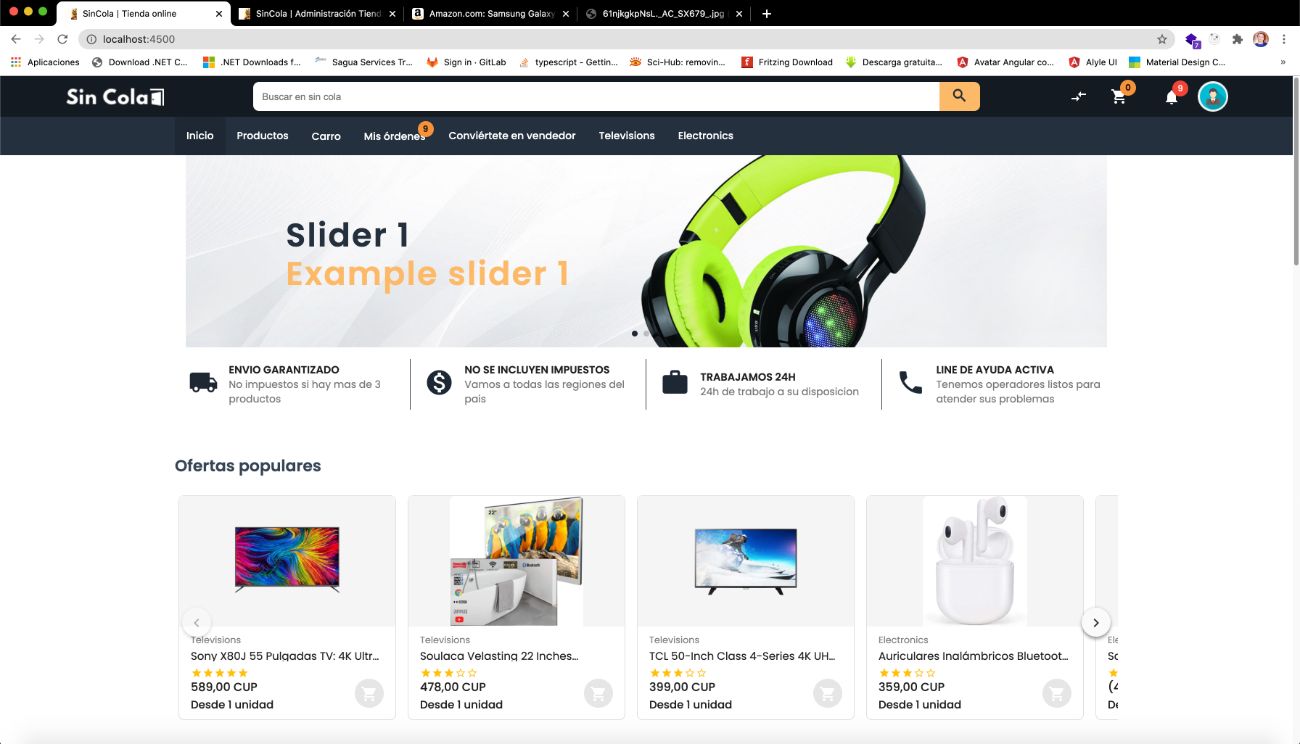 SinCola | Tienda online
SinCola | Administración Tiend
Amazon.com: Samsung Galaxy
61njkgkpNsL._AC_SX679_.jpg
localhost:4500
7
Aplicaciones
Download .NET C...
.NET Downloads f...
Sagua Services Tr...
Sign in · GitLab
typescript - Gettin...
Sci-Hub: removin...
Fritzing Download
Descarga gratuita...
Avatar Angular co...
Alyle UI
Material Design C...
»
Sin Cola
Buscar en sin cola
0
9
Inicio
Productos
Carro
Mis órdenes
9
Conviértete en vendedor
Televisions
Electronics
Slider 1
Example slider 1
ENVIO GARANTIZADO
No impuestos si hay mas de 3
productos
NO SE INCLUYEN IMPUESTOS
Vamos a todas las regiones del
pais
TRABAJAMOS 24H
24h de trabajo a su disposicion
LINE DE AYUDA ACTIVA
Tenemos operadores listos para
atender sus problemas
Ofertas populares
Televisions
Sony X80J 55 Pulgadas TV: 4K Ultr...
589,00 CUP
Desde 1 unidad
22"
Bluetooth
Televisions
Soulaca Velasting 22 Inches...
478,00 CUP
Desde 1 unidad
Televisions
TCL 50-Inch Class 4-Series 4K UH...
399,00 CUP
Desde 1 unidad
Electronics
Auriculares Inalámbricos Bluetoot...
359,00 CUP
Desde 1 unidad